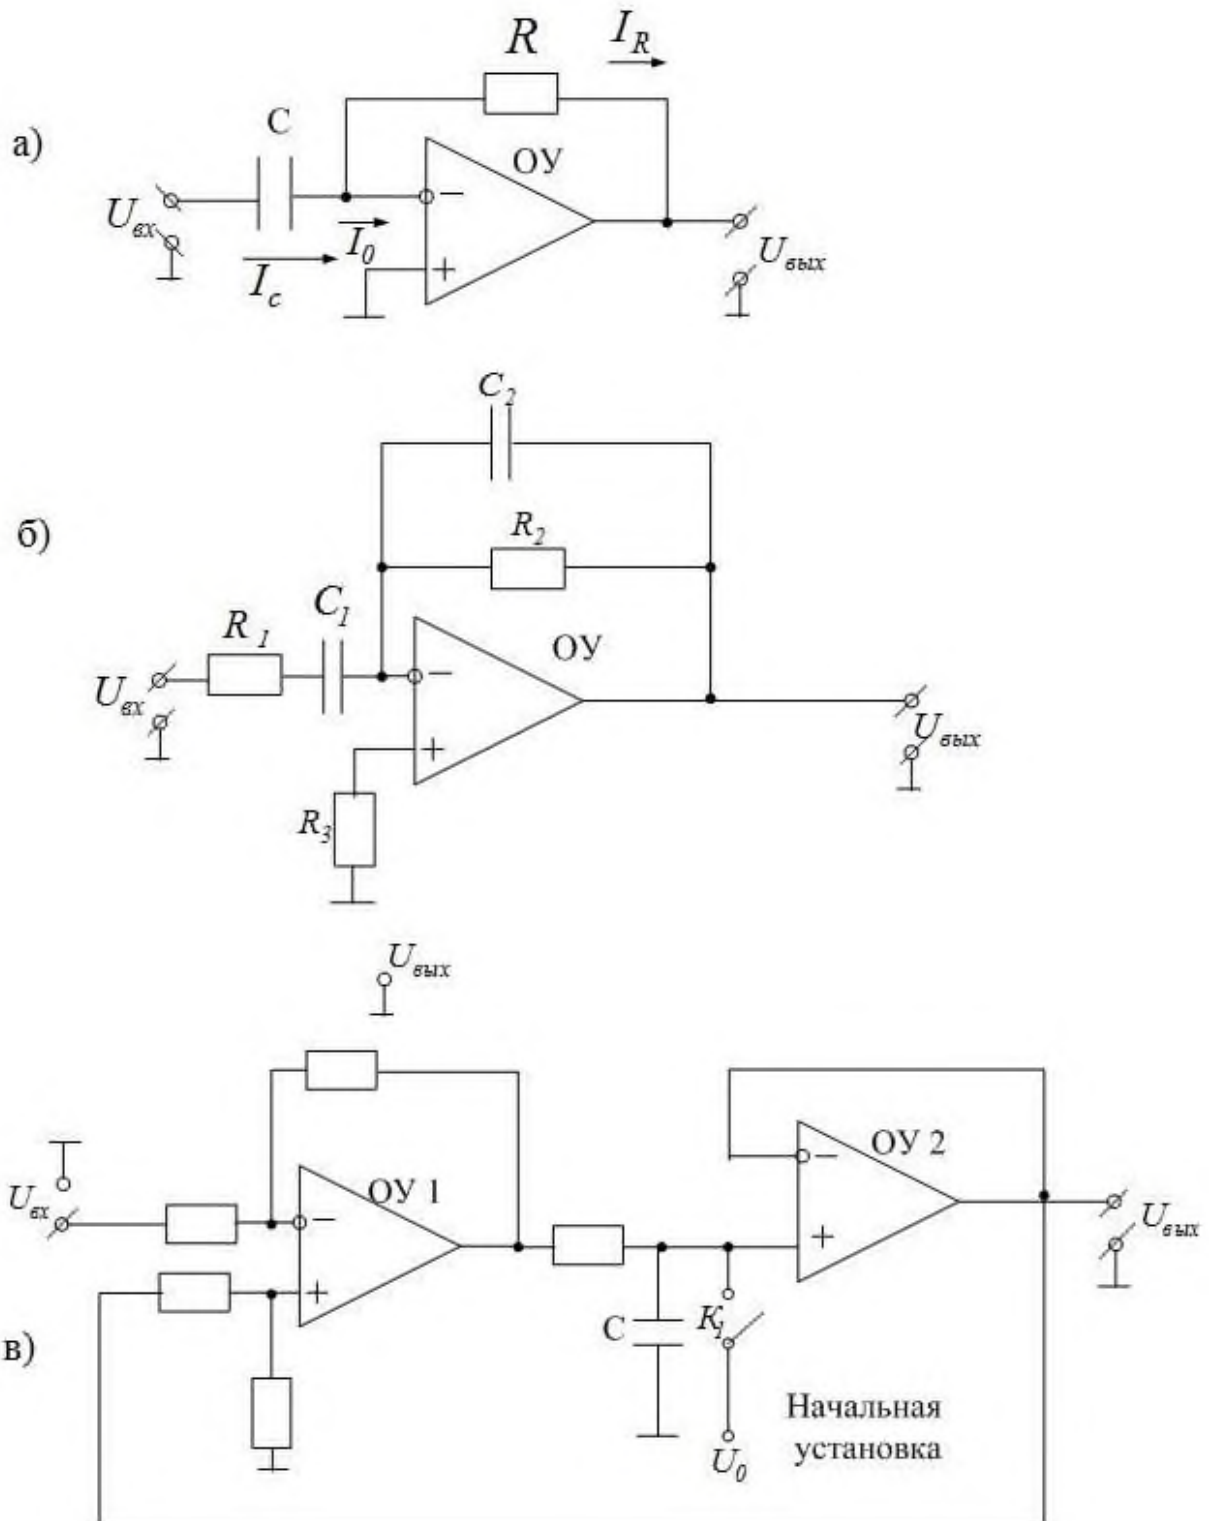 а)
R
I_R
C
ОУ
−
+
U_вх
I_0
I_c
U_вых
б)
C_2
R_2
R_1
C_1
ОУ
−
+
U_вх
R_3
U_вых
U_вых
в)
U_вх
ОУ 1
−
+
ОУ 2
−
+
U_вых
C
K_1
U_0
Начальная
установка